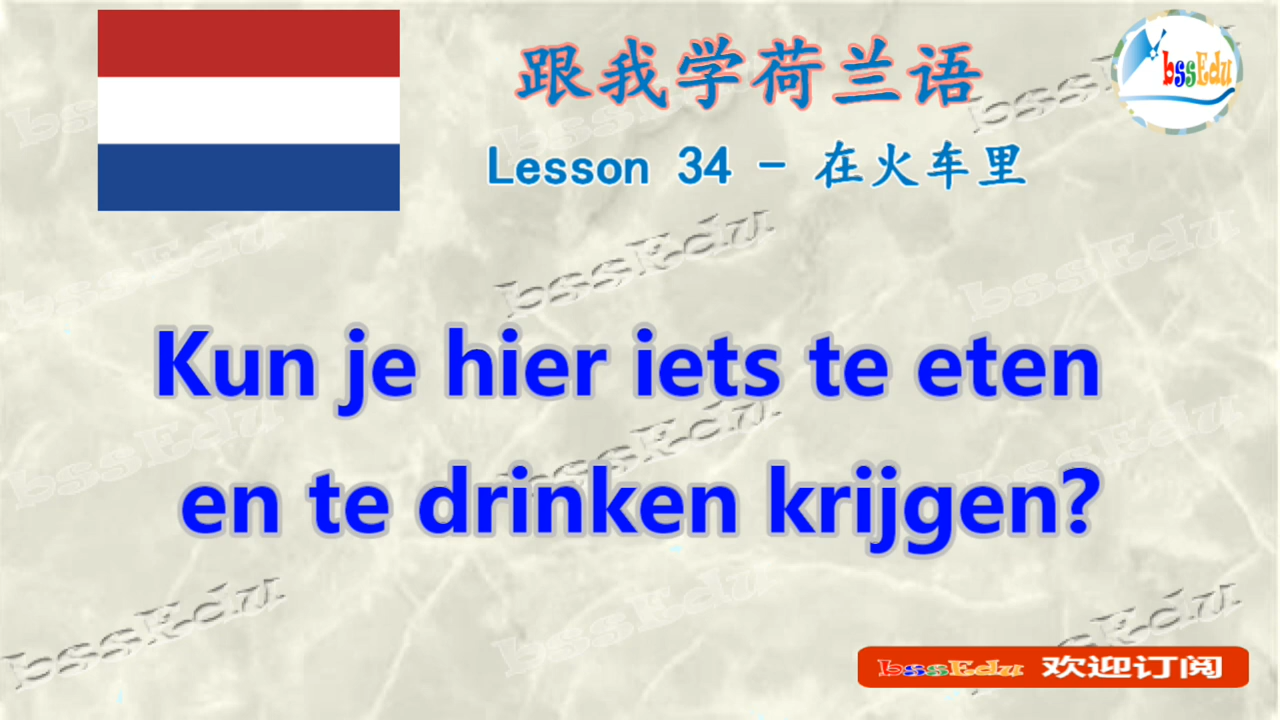 跟我学荷兰语
bssEdu
Lesson 34 - 在火车里
Kun je hier iets te eten
en te drinken krijgen?
bssEdu 欢迎订阅